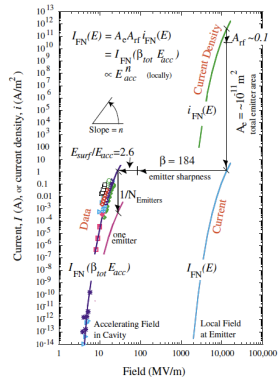 10^13
10^12
10^11
10^10
10^9
10^8
10^7
10^6
10^5
10^4
10^3
100
10
1
0.1
0.01
10^-3
10^-4
10^-5
10^-6
10^-7
10^-8
10^-9
10^-10
10^-11
10^-12
10^-13
10^-14
Current, I (A), or current density, i (A/m²)
I_FN(E) = A_e A_rf i_FN(E)
= I_FN(β_tot E_acc)
∝ E_acc^n (locally)
Slope = n
Current Density
A_rf ~0.1
i_FN(E)
A_e = ~10^-11 m²
total emitter area
E_surf/E_acc=2.6
β = 184
emitter sharpness
1/N_Emitters
Data
one
emitter
Current
I_FN(β_tot E_acc)
I_FN(E)
Accelerating Field
in Cavity
Local Field
at Emitter
1
10
100
1000
10,000
100,000
Field (MV/m)